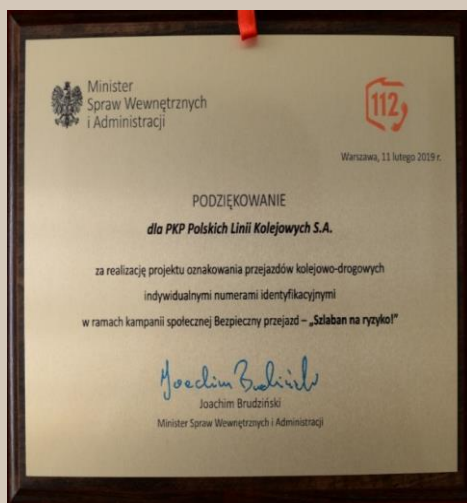 Minister
Spraw Wewnętrznych
i Administracji
112
Warszawa, 11 lutego 2019 r.
PODZIĘKOWANIE
dla PKP Polskich Linii Kolejowych S.A.
za realizację projektu oznakowania przejazdów kolejowo-drogowych
indywidualnymi numerami identyfikacyjnymi
w ramach kampanii społecznej Bezpieczny przejazd – „Szlaban na ryzyko!”
Joachim Brudziński
Joachim Brudziński
Minister Spraw Wewnętrznych i Administracji